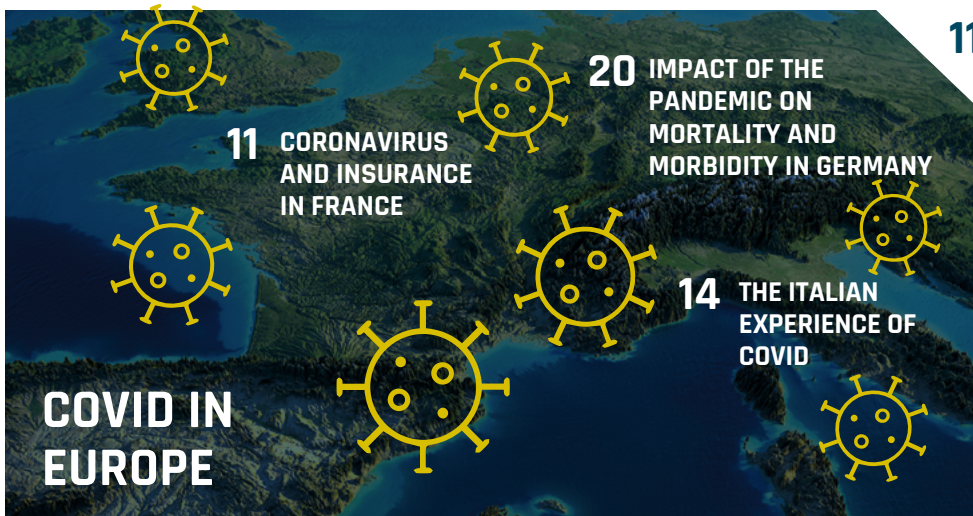 11
20 IMPACT OF THE
PANDEMIC ON
MORTALITY AND
MORBIDITY IN GERMANY
11 CORONAVIRUS
AND INSURANCE
IN FRANCE
14 THE ITALIAN
EXPERIENCE OF
COVID
COVID IN
EUROPE